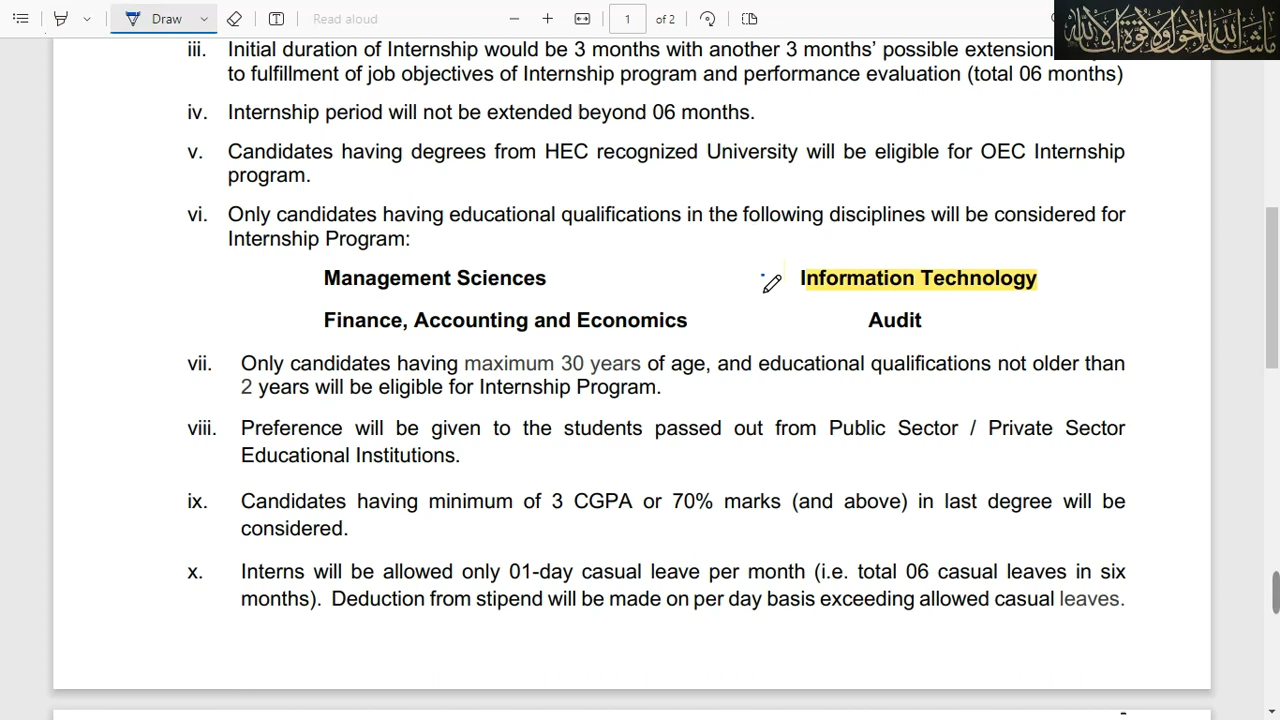 Draw
Read aloud
1 of 2
iii. Initial duration of Internship would be 3 months with another 3 months' possible extension
to fulfillment of job objectives of Internship program and performance evaluation (total 06 months)
iv. Internship period will not be extended beyond 06 months.
v. Candidates having degrees from HEC recognized University will be eligible for OEC Internship
program.
vi. Only candidates having educational qualifications in the following disciplines will be considered for
Internship Program:
Management Sciences Information Technology
Finance, Accounting and Economics Audit
vii. Only candidates having maximum 30 years of age, and educational qualifications not older than
2 years will be eligible for Internship Program.
viii. Preference will be given to the students passed out from Public Sector / Private Sector
Educational Institutions.
ix. Candidates having minimum of 3 CGPA or 70% marks (and above) in last degree will be
considered.
x. Interns will be allowed only 01-day casual leave per month (i.e. total 06 casual leaves in six
months). Deduction from stipend will be made on per day basis exceeding allowed casual leaves.
ماشاء الله لا حول ولا قوة إلا بالله